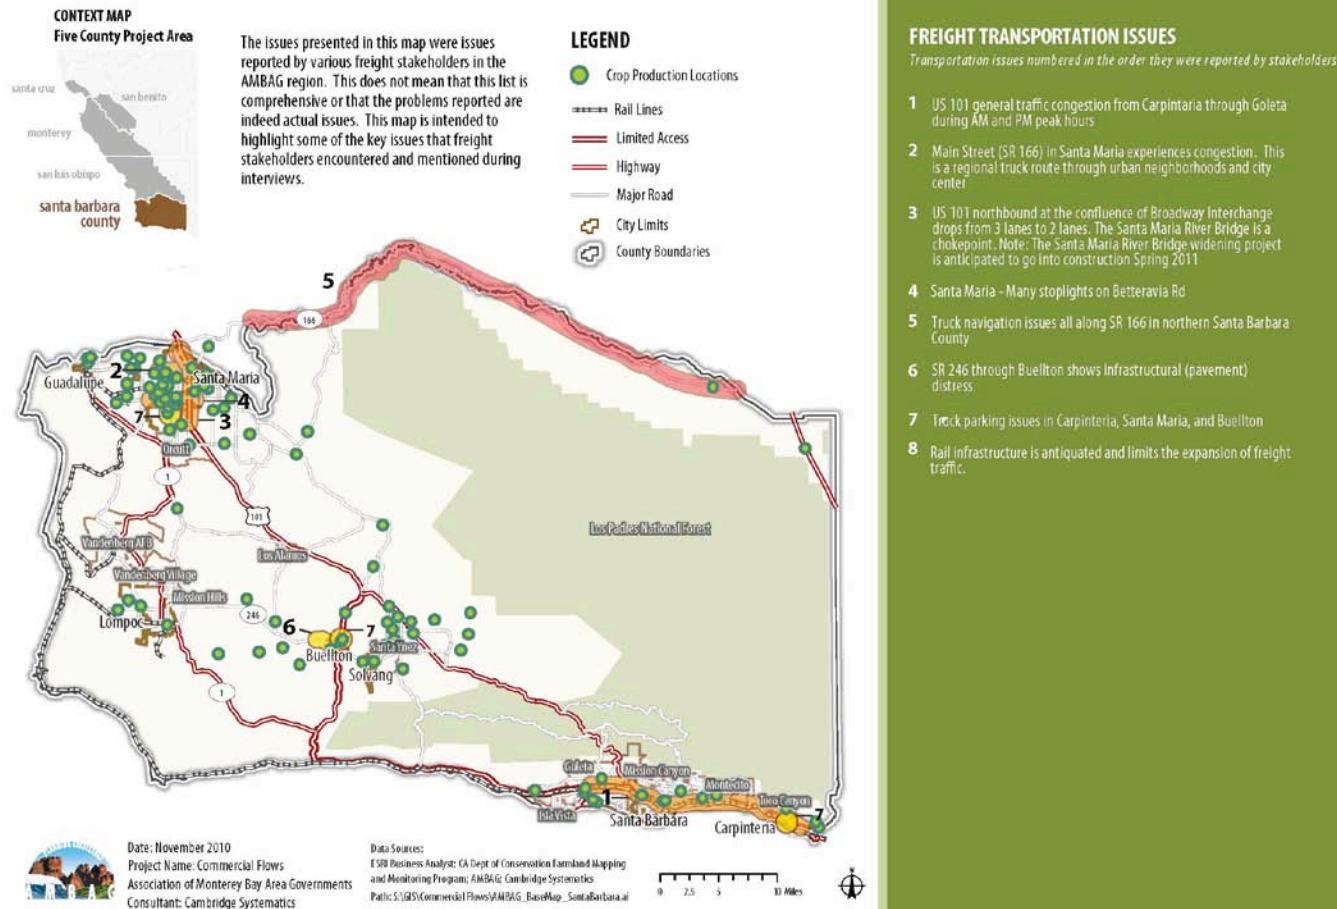 CONTEXT MAP
Five County Project Area
santa cruz
san benito
monterey
san luis obispo
santa barbara
county
The issues presented in this map were issues
reported by various freight stakeholders in the
AMBAG region. This does not mean that this list is
comprehensive or that the problems reported are
indeed actual issues. This map is intended to
highlight some of the key issues that freight
stakeholders encountered and mentioned during
interviews.
LEGEND
Crop Production Locations
Rail Lines
Limited Access
Highway
Major Road
City Limits
County Boundaries
5
166
2
Guadalupe
Santa Maria
4
7
3
Orcutt
1
101
Los Padres National Forest
Vandenberg AFB
Los Alamos
Vandenberg Village
Mission Hills
246
Lompoc
6
7
Buellton
Santa Ynez
Solvang
1
Goleta
Mission Canyon
Montecito
1
Toro Canyon
Isla Vista
Santa Barbara
Carpinteria
7
AMBAG
Date: November 2010
Project Name: Commercial Flows
Association of Monterey Bay Area Governments
Consultant: Cambridge Systematics
Data Sources:
ESRI Business Analyst; CA Dept of Conservation Farmland Mapping
and Monitoring Program; AMBAG; Cambridge Systematics
Path: S:\GIS\Commercial Flows\AMBAG_BaseMap_SantaBarbara.ai
0 2.5 5 10 Miles
FREIGHT TRANSPORTATION ISSUES
Transportation issues numbered in the order they were reported by stakeholders
1 US 101 general traffic congestion from Carpintaria through Goleta
during AM and PM peak hours
2 Main Street (SR 166) in Santa Maria experiences congestion. This
is a regional truck route through urban neighborhoods and city
center
3 US 101 northbound at the confluence of Broadway Interchange
drops from 3 lanes to 2 lanes. The Santa Maria River Bridge is a
chokepoint. Note: The Santa Maria River Bridge widening project
is anticipated to go into construction Spring 2011
4 Santa Maria - Many stoplights on Betteravia Rd
5 Truck navigation issues all along SR 166 in northern Santa Barbara
County
6 SR 246 through Buellton shows infrastructural (pavement)
distress
7 Truck parking issues in Carpinteria, Santa Maria, and Buellton
8 Rail infrastructure is antiquated and limits the expansion of freight
traffic.